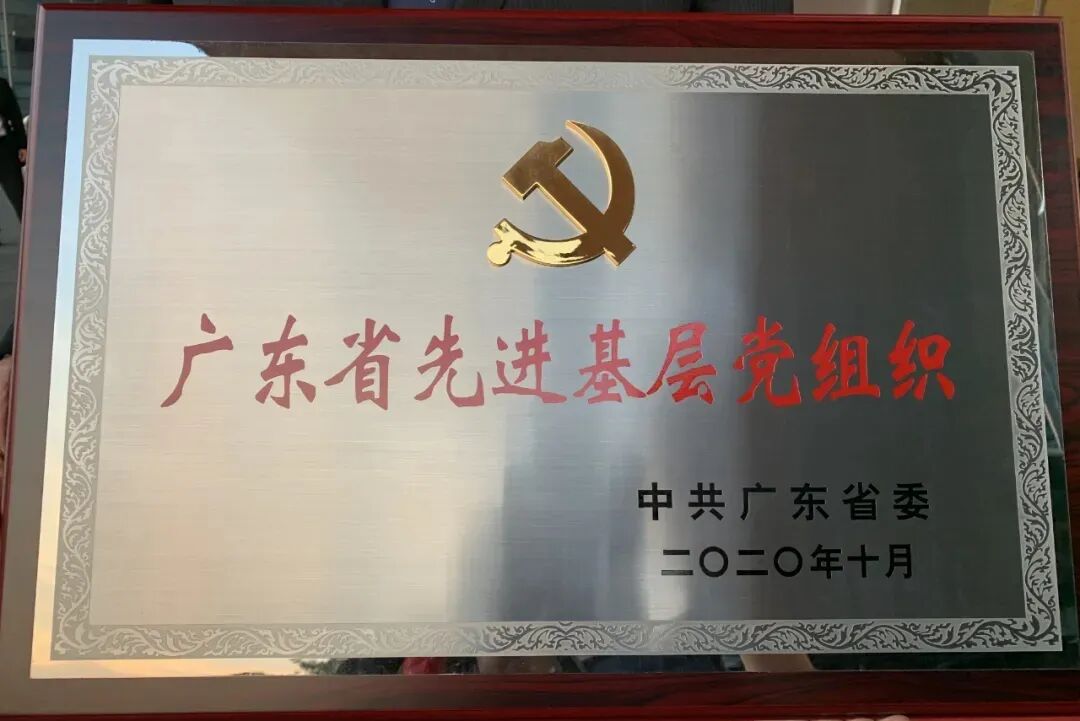 广东省先进基层党组织
中共广东省委
二〇二〇年十月